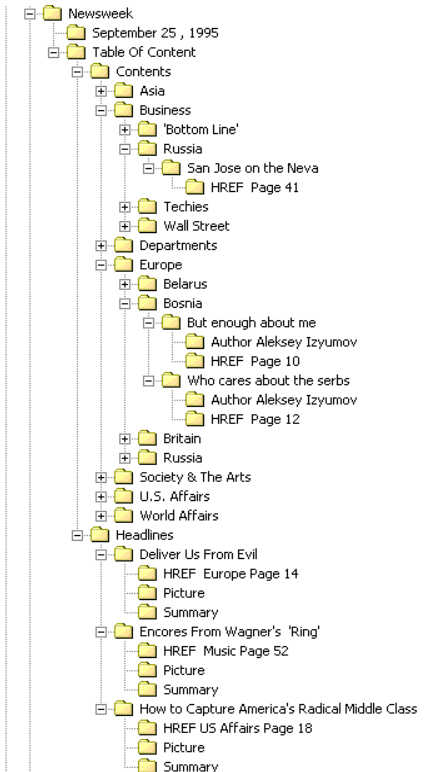 Newsweek
September 25 , 1995
Table Of Content
Contents
Asia
Business
'Bottom Line'
Russia
San Jose on the Neva
HREF  Page 41
Techies
Wall Street
Departments
Europe
Belarus
Bosnia
But enough about me
Author Aleksey Izyumov
HREF  Page 10
Who cares about the serbs
Author Aleksey Izyumov
HREF  Page 12
Britain
Russia
Society & The Arts
U.S. Affairs
World Affairs
Headlines
Deliver Us From Evil
HREF  Europe Page 14
Picture
Summary
Encores From Wagner's  'Ring'
HREF  Music Page 52
Picture
Summary
How to Capture America's Radical Middle Class
HREF US Affairs Page 18
Picture
Summary